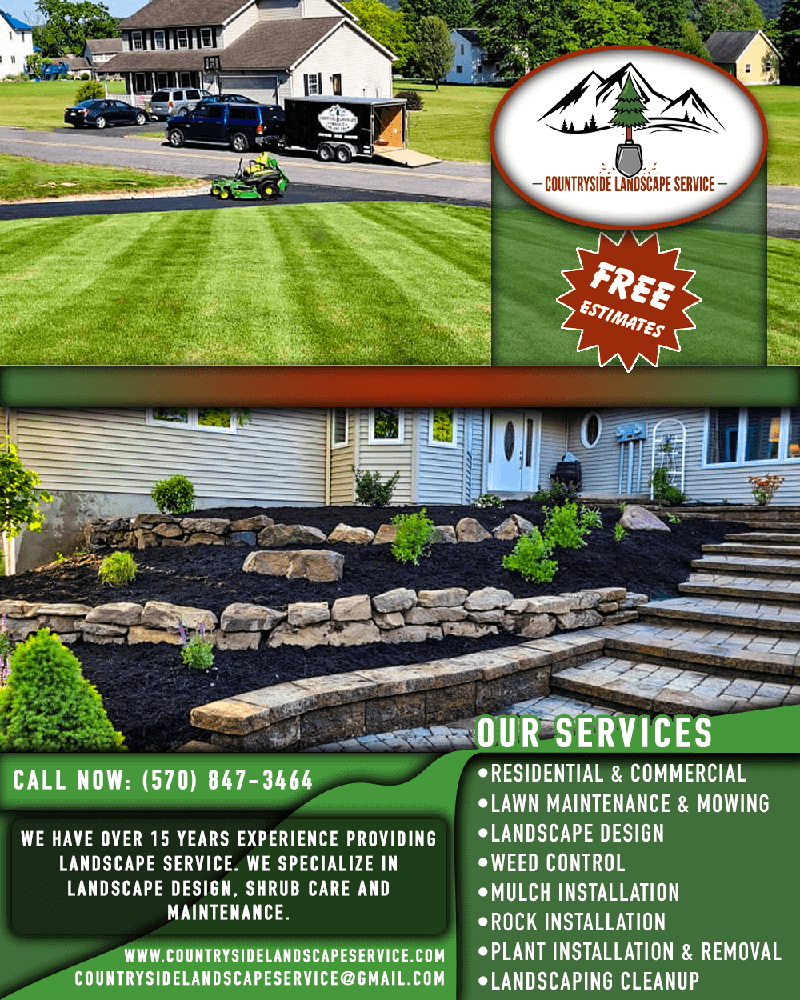 COUNTRYSIDE LANDSCAPE SERVICE
FREE
ESTIMATES
OUR SERVICES
CALL NOW: (570) 847-3464
WE HAVE OVER 15 YEARS EXPERIENCE PROVIDING
LANDSCAPE SERVICE. WE SPECIALIZE IN
LANDSCAPE DESIGN, SHRUB CARE AND
MAINTENANCE.
WWW.COUNTRYSIDELANDSCAPESERVICE.COM
COUNTRYSIDELANDSCAPESERVICE@GMAIL.COM
•RESIDENTIAL & COMMERCIAL
•LAWN MAINTENANCE & MOWING
•LANDSCAPE DESIGN
•WEED CONTROL
•MULCH INSTALLATION
•ROCK INSTALLATION
•PLANT INSTALLATION & REMOVAL
•LANDSCAPING CLEANUP